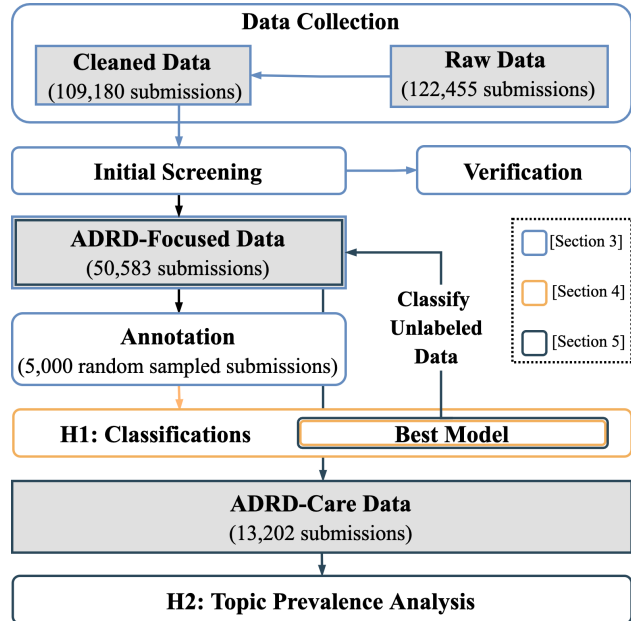 Data Collection
Cleaned Data
(109,180 submissions)
Raw Data
(122,455 submissions)
Initial Screening
Verification
ADRD-Focused Data
(50,583 submissions)
[Section 3]
[Section 4]
[Section 5]
Classify
Unlabeled
Data
Annotation
(5,000 random sampled submissions)
H1: Classifications
Best Model
ADRD-Care Data
(13,202 submissions)
H2: Topic Prevalence Analysis